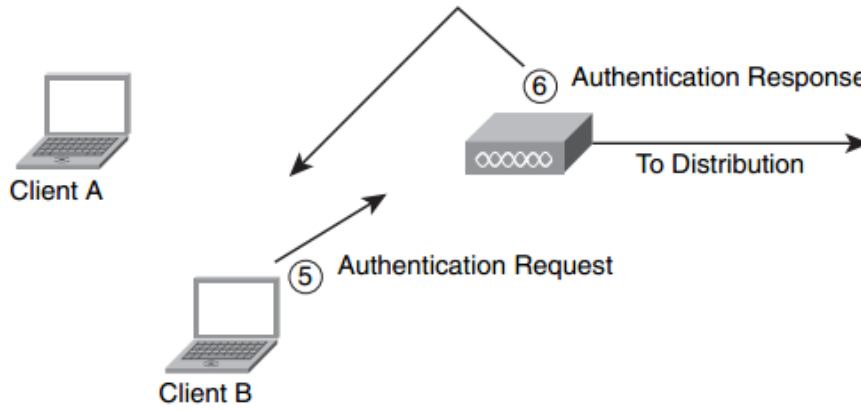 ⑥ Authentication Response
To Distribution
Client A
⑤ Authentication Request
Client B